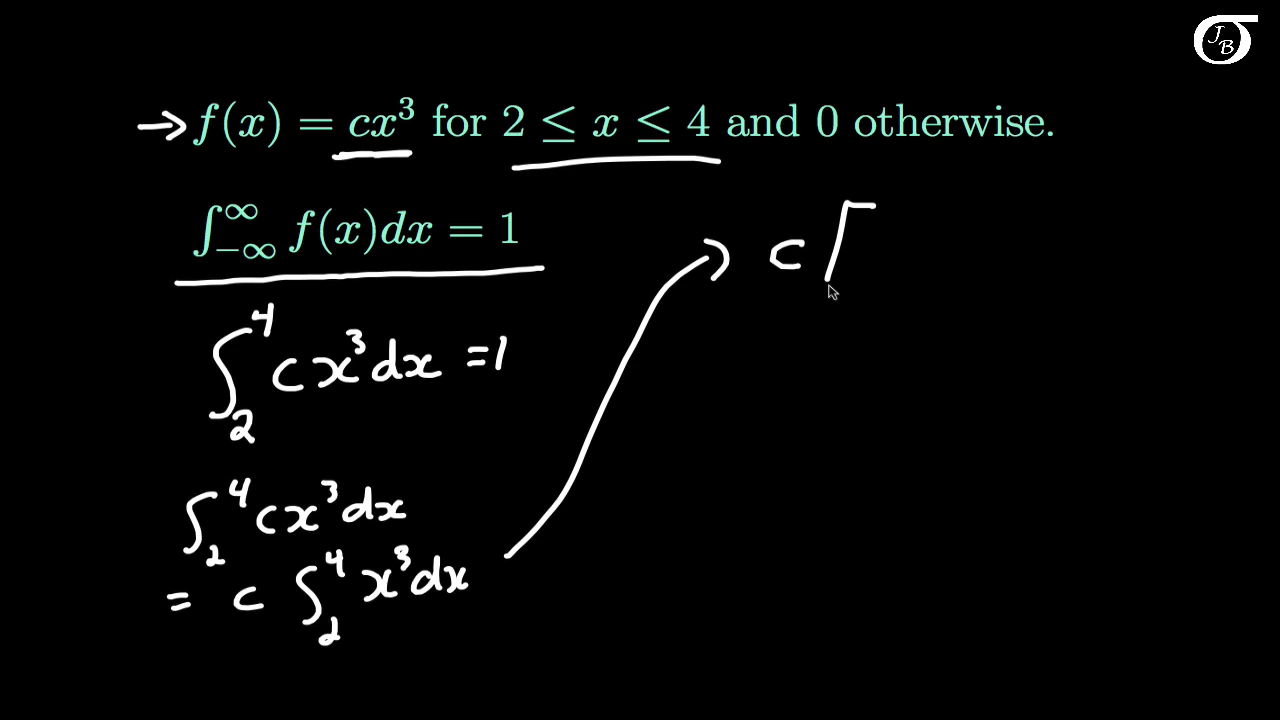 → f(x) = cx³ for 2 ≤ x ≤ 4 and 0 otherwise.
∫_{-∞}^{∞} f(x)dx = 1
∫_2^4 cx³dx = 1
∫_2^4 cx³dx
= c ∫_2^4 x³dx
→ c [
JB